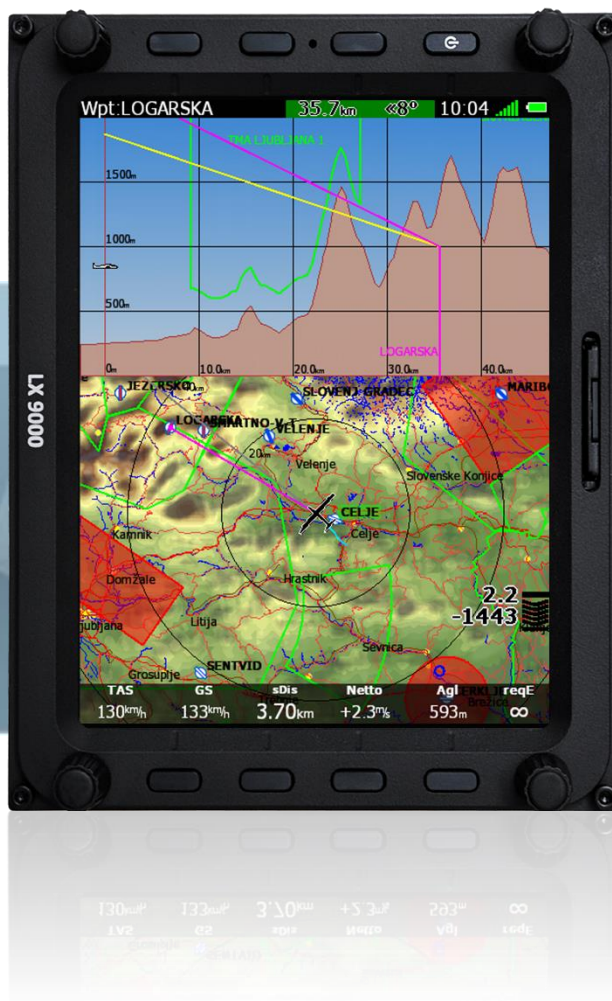 Wpt:LOGARSKA 35.7km «8° 10:04
TMA LJUBLJANA 1
1500m
1000m
500m
LOGARSKA
0m 10.0km 20.0km 30.0km 40.0km
LX 9000
JEZERSKO
SLOVENJ GRADEC
LOGARSKA
VELENJE
20km
Velenje
Slovenske Konjice
CELJE
Celje
Kamnik
Domžale
Hrastnik
2.2
-1443
Litija
Sevnica
SENTVID
Grosuplje
Brežice
TAS GS sDis Netto Agl reqE
130km/h 133km/h 3.70km +2.3m/s 593m ∞